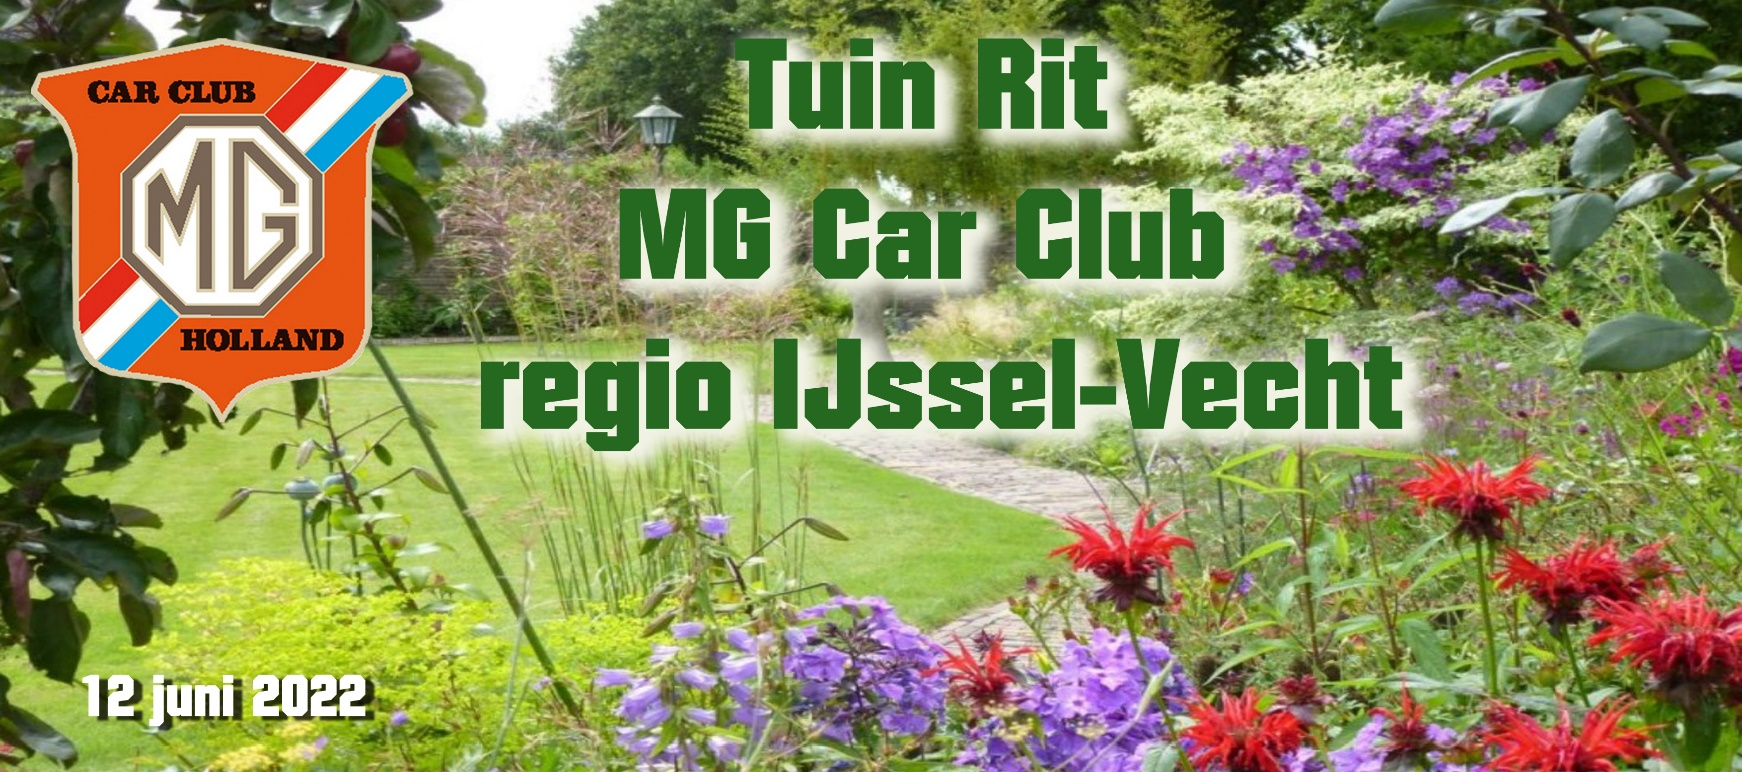 CAR CLUB
MG
HOLLAND
Tuin Rit
MG Car Club
regio IJssel-Vecht
12 juni 2022